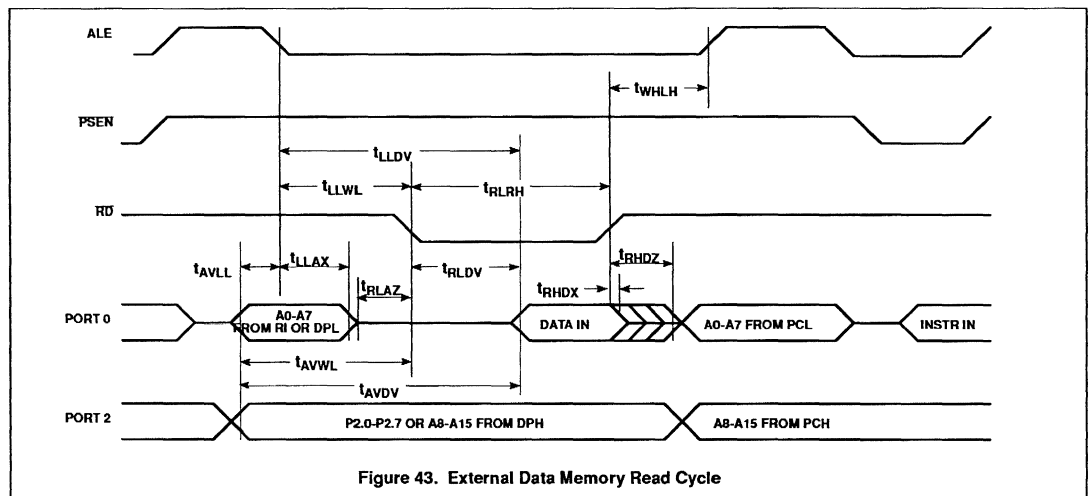 ALE
tWHLH
PSEN
tLLDV
tLLWL
tRLRH
RD
tAVLL
tLLAX
tRLAZ
tRLDV
tRHDZ
tRHDX
PORT 0
A0-A7
FROM RI OR DPL
DATA IN
A0-A7 FROM PCL
INSTR IN
tAVWL
tAVDV
PORT 2
P2.0-P2.7 OR A8-A15 FROM DPH
A8-A15 FROM PCH
Figure 43. External Data Memory Read Cycle